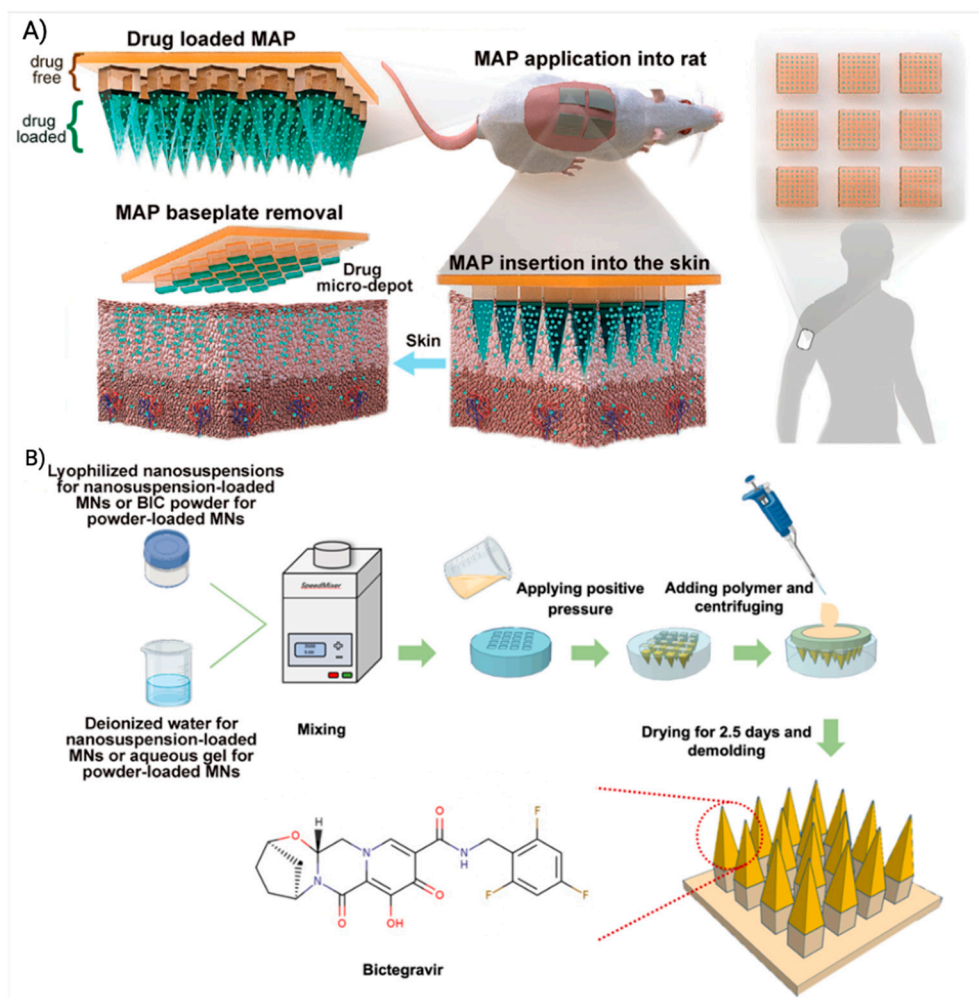 A)
Drug loaded MAP
drug
free
drug
loaded
MAP application into rat
MAP baseplate removal
Drug
micro-depot
MAP insertion into the skin
Skin
B)
Lyophilized nanosuspensions
for nanosuspension-loaded
MNs or BIC powder for
powder-loaded MNs
SpeedMixer
Deionized water for
nanosuspension-loaded
MNs or aqueous gel for
powder-loaded MNs
Mixing
Applying positive
pressure
Adding polymer and
centrifuging
Drying for 2.5 days and
demolding
H
O
N
N
O
OH
O
O
NH
F
F
F
Bictegravir